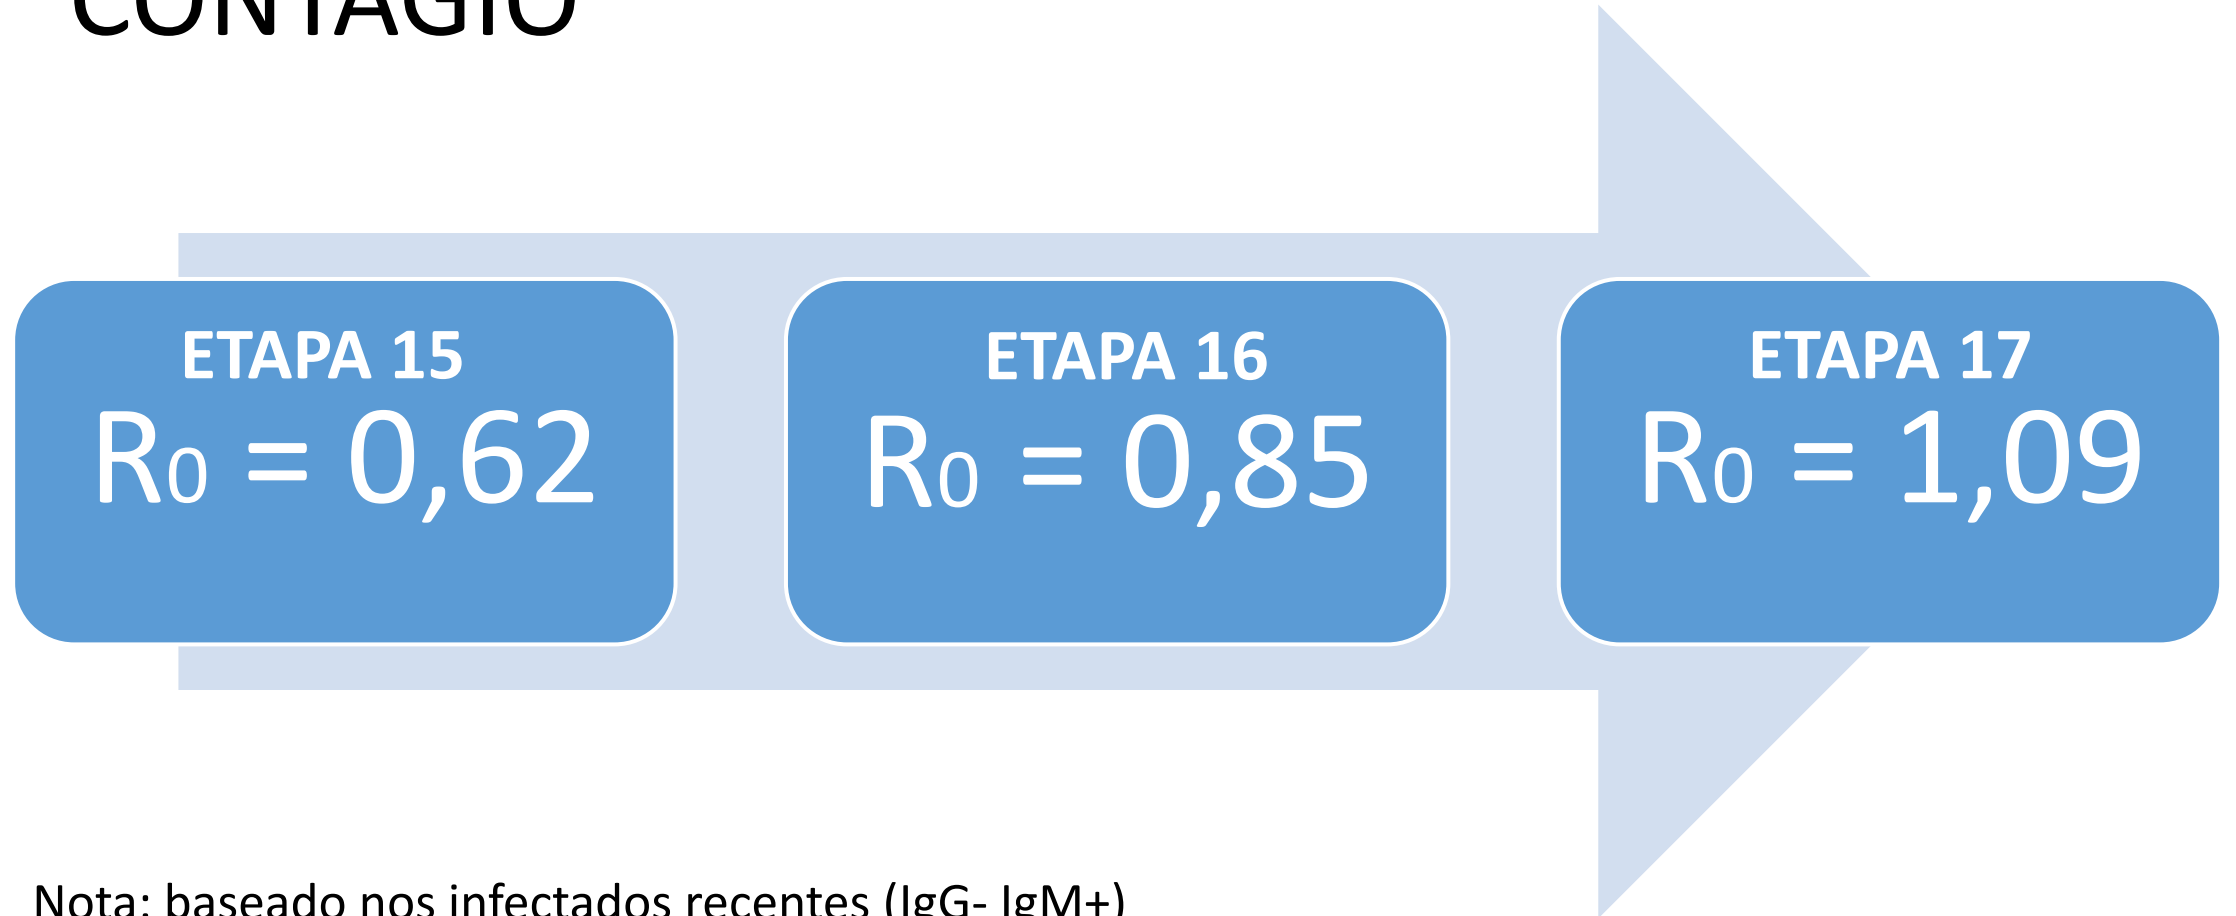 CONTÁGIO
ETAPA 15
R0 = 0,62
ETAPA 16
R0 = 0,85
ETAPA 17
R0 = 1,09
Nota: baseado nos infectados recentes (IgG- IgM+)